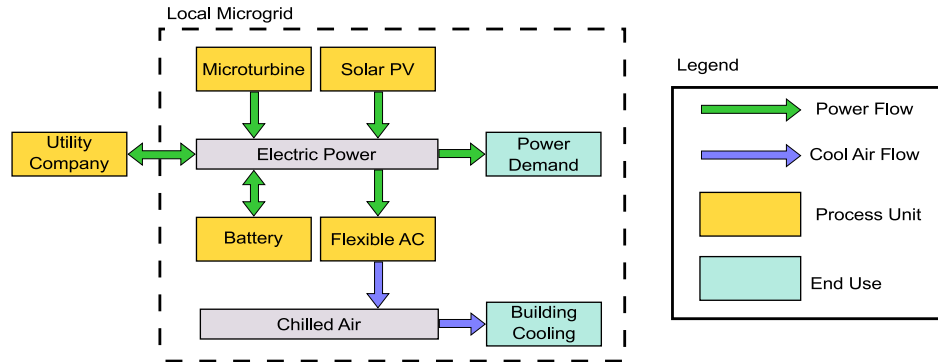 Local Microgrid
Microturbine
Solar PV
Utility
Company
Electric Power
Power
Demand
Battery
Flexible AC
Chilled Air
Building
Cooling
Legend
Power Flow
Cool Air Flow
Process Unit
End Use